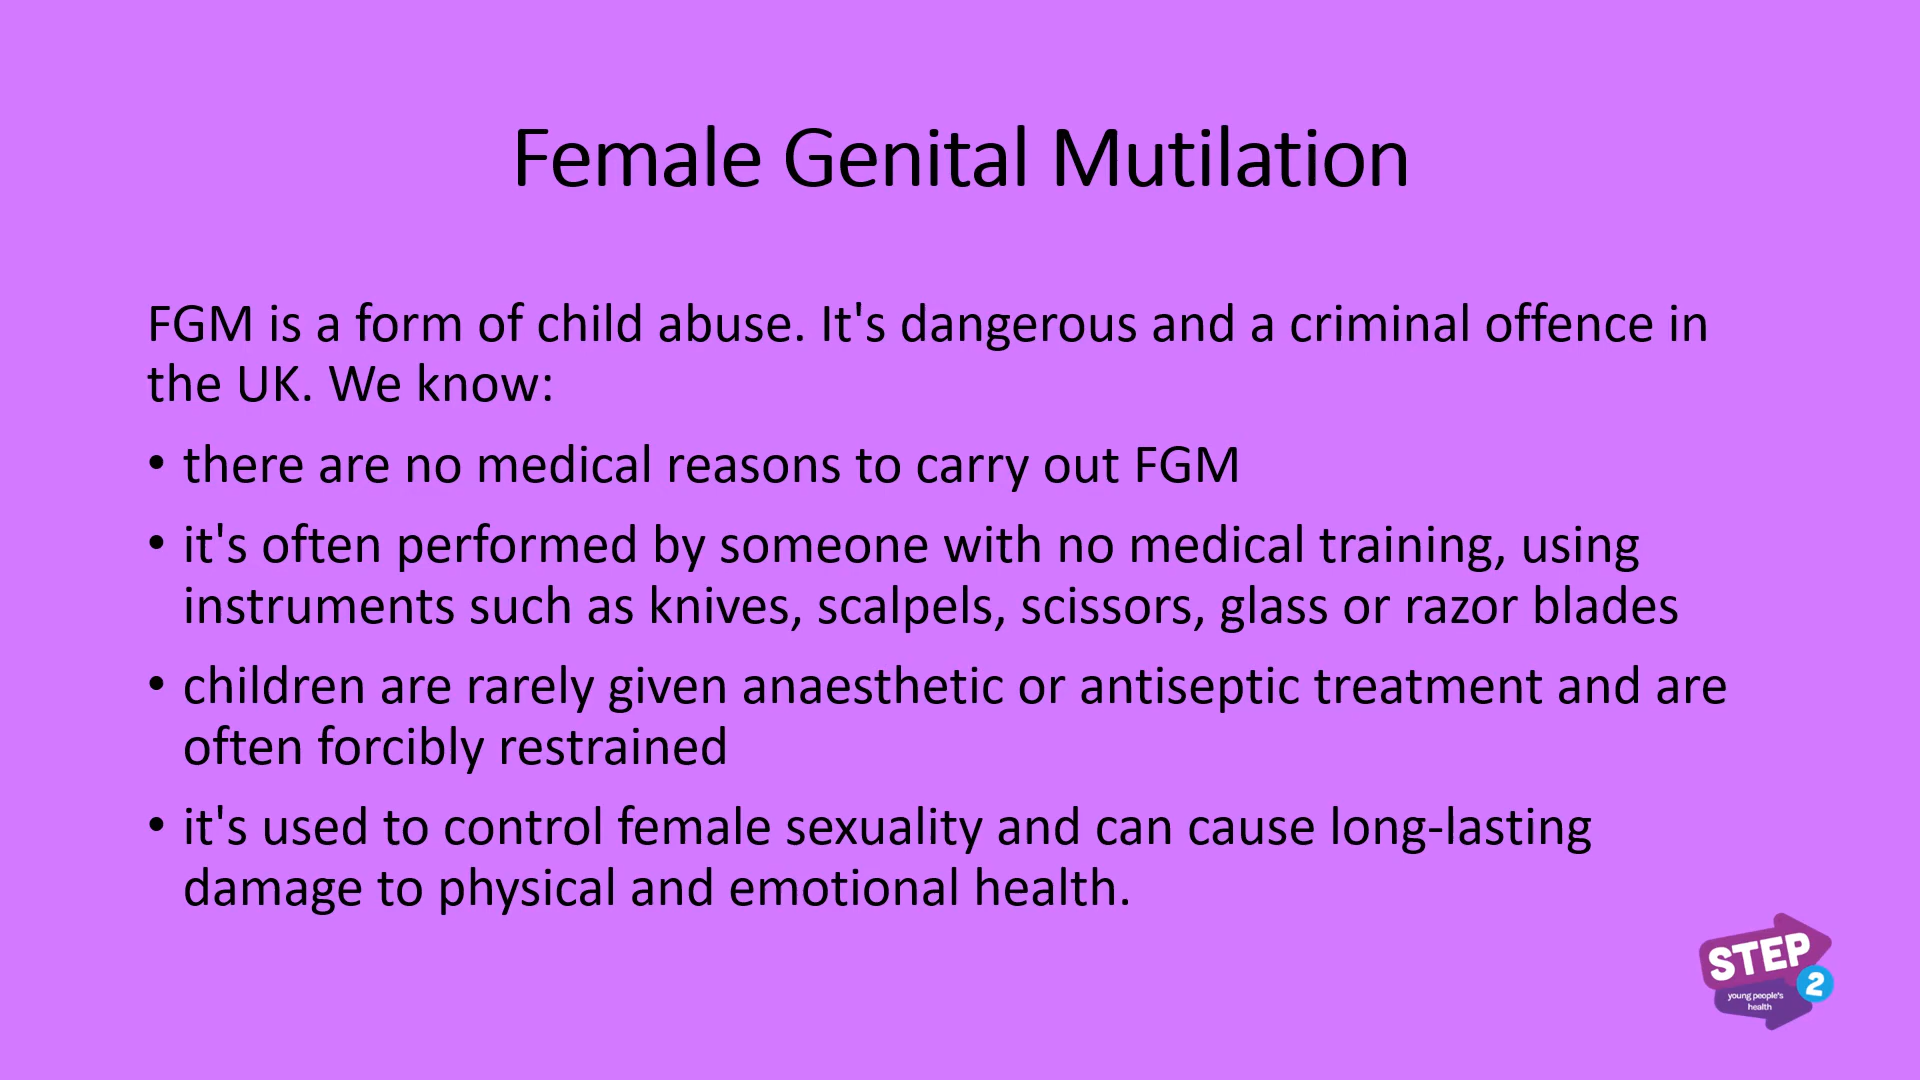 Female Genital Mutilation
FGM is a form of child abuse. It's dangerous and a criminal offence in
the UK. We know:
• there are no medical reasons to carry out FGM
• it's often performed by someone with no medical training, using
instruments such as knives, scalpels, scissors, glass or razor blades
• children are rarely given anaesthetic or antiseptic treatment and are
often forcibly restrained
• it's used to control female sexuality and can cause long-lasting
damage to physical and emotional health.
STEP
2
young people's
health